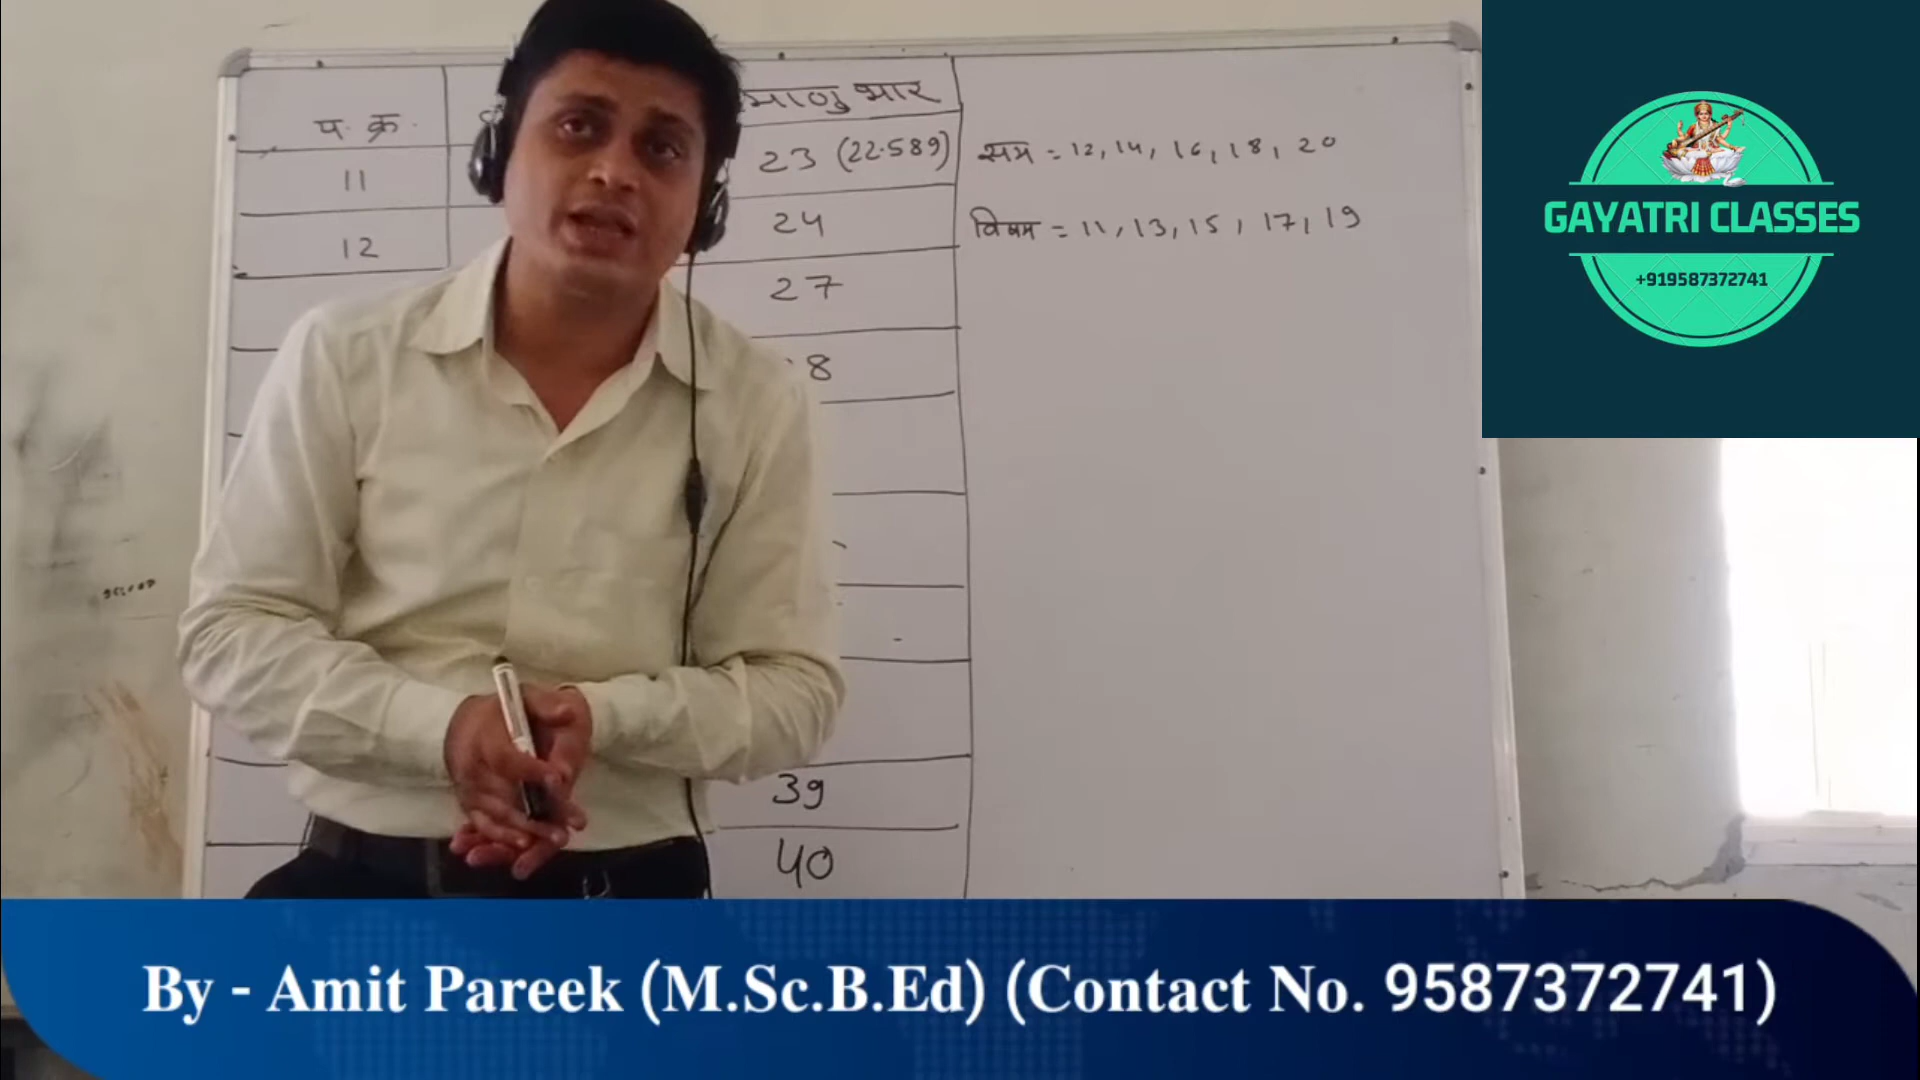 माणु भार
प. क्र.
11
23 (22.589)
12
24
27
8
39
40
सम = 12, 14, 16, 18, 20
विषम = 11, 13, 15, 17, 19
GAYATRI CLASSES
+919587372741
By - Amit Pareek (M.Sc.B.Ed) (Contact No. 9587372741)